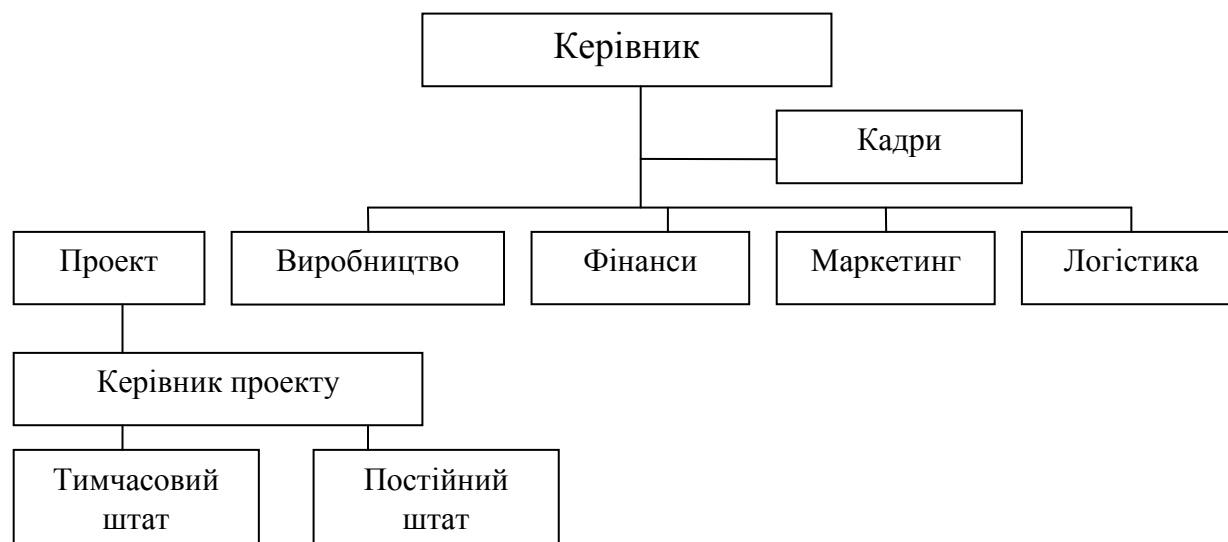 Керівник
Кадри
Проект
Виробництво
Фінанси
Маркетинг
Логістика
Керівник проекту
Тимчасовий
штат
Постійний
штат